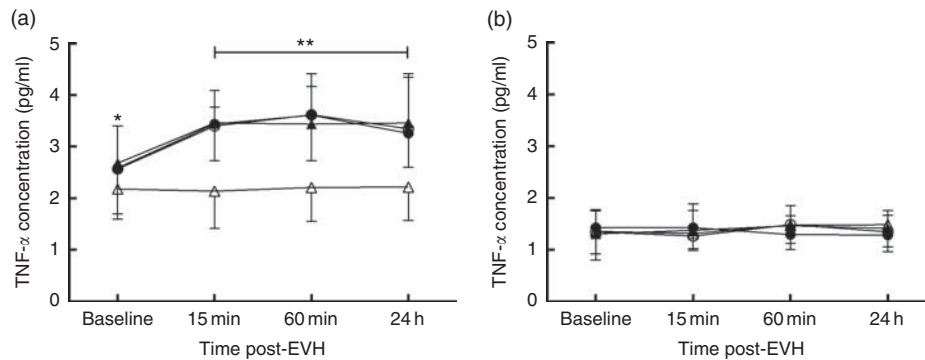 (a)
TNF-α concentration (pg/ml)
5
4
3
2
1
0
*
**
Baseline 15 min 60 min 24 h
Time post-EVH
(b)
TNF-α concentration (pg/ml)
5
4
3
2
1
0
Baseline 15 min 60 min 24 h
Time post-EVH